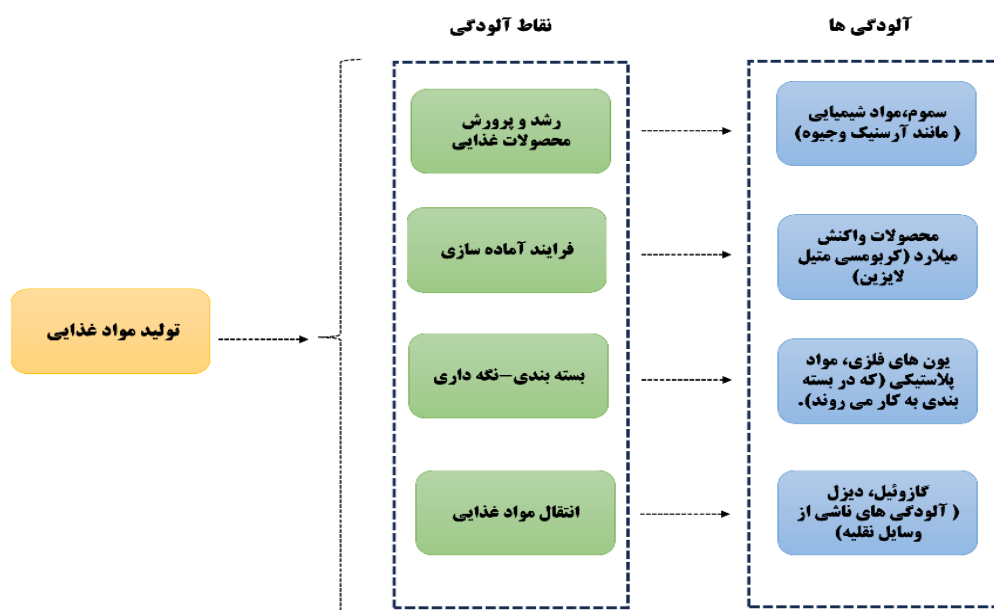 آلودگی ها
نقاط آلودگی
سموم،مواد شیمیایی
( مانند آرسنیک وجیوه)
رشد و پرورش
محصولات غذایی
محصولات واکنش
میلارد (کربومسی متیل
لایزین)
فرایند آماده سازی
تولید مواد غذایی
یون های فلزی، مواد
پلاستیکی (که در بسته
بندی به کار می روند).
بسته بندی–نگه داری
گازوئیل، دیزل
( آلودگی های ناشی از
وسایل نقلیه)
انتقال مواد غذایی